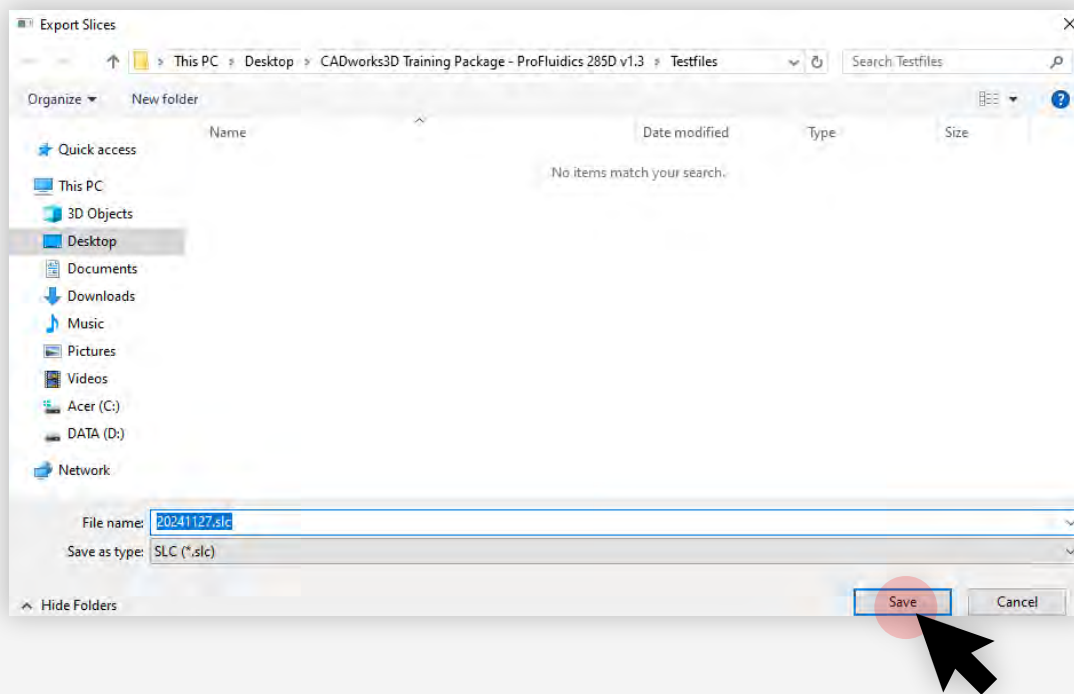 Export Slices
This PC > Desktop > CADworks3D Training Package - ProFluidics 285D v1.3 > Testfiles
Search Testfiles
Organize
New folder
Name
Date modified
Type
Size
No items match your search.
Quick access
This PC
3D Objects
Desktop
Documents
Downloads
Music
Pictures
Videos
Acer (C:)
DATA (D:)
Network
File name: 20241127.slc
Save as type: SLC (*.slc)
Hide Folders
Save
Cancel